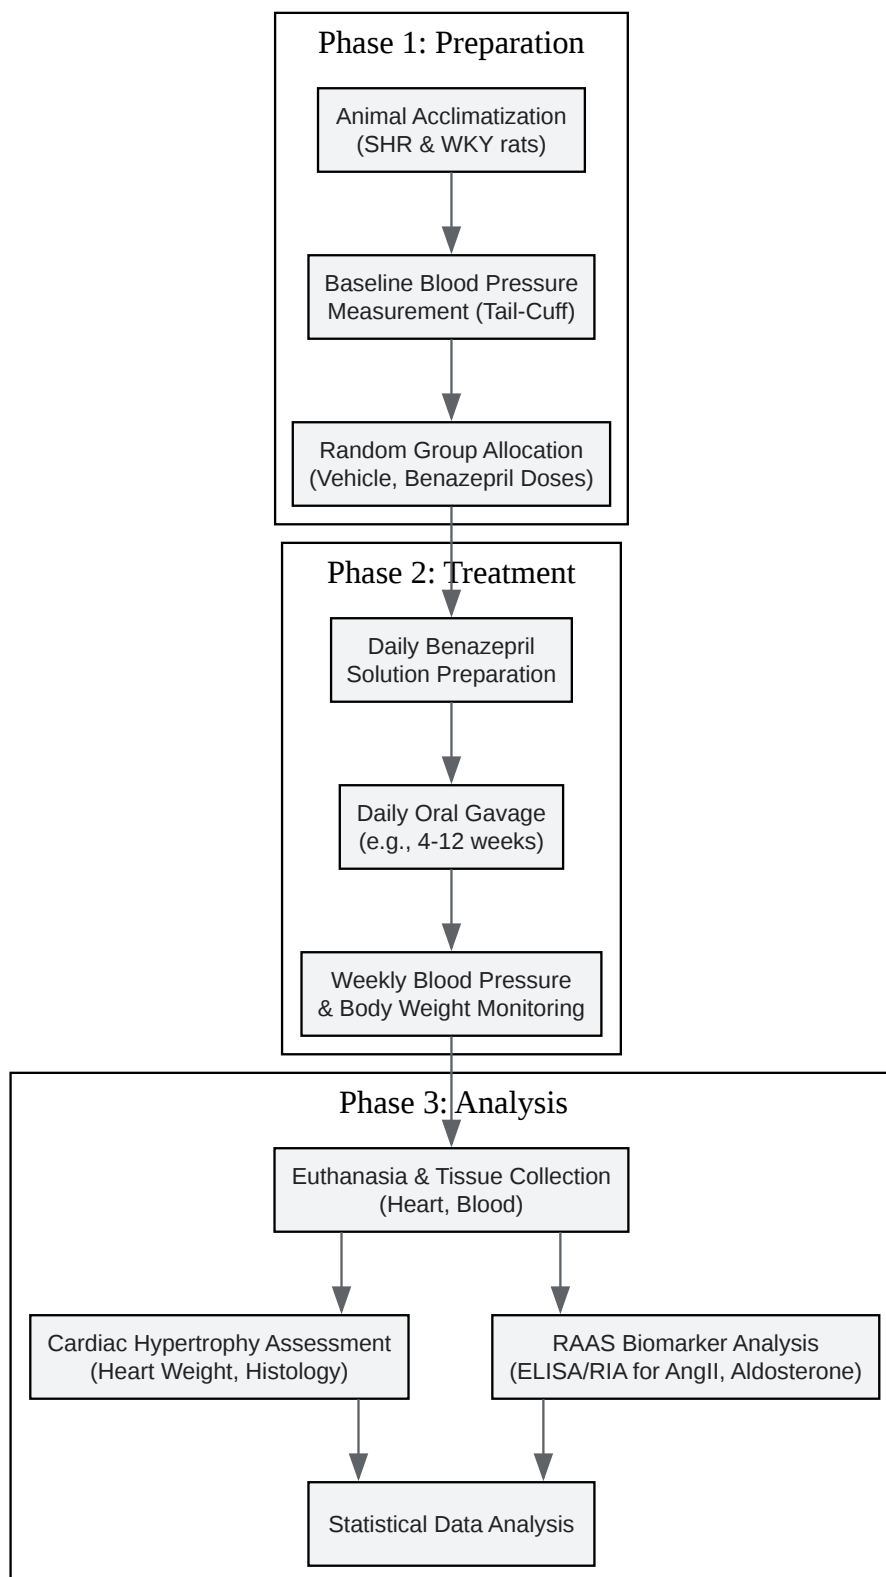 Phase 1: Preparation
Animal Acclimatization
(SHR & WKY rats)
Baseline Blood Pressure
Measurement (Tail-Cuff)
Random Group Allocation
(Vehicle, Benazepril Doses)
Phase 2: Treatment
Daily Benazepril
Solution Preparation
Daily Oral Gavage
(e.g., 4-12 weeks)
Weekly Blood Pressure
& Body Weight Monitoring
Phase 3: Analysis
Euthanasia & Tissue Collection
(Heart, Blood)
Cardiac Hypertrophy Assessment
(Heart Weight, Histology)
RAAS Biomarker Analysis
(ELISA/RIA for AngII, Aldosterone)
Statistical Data Analysis